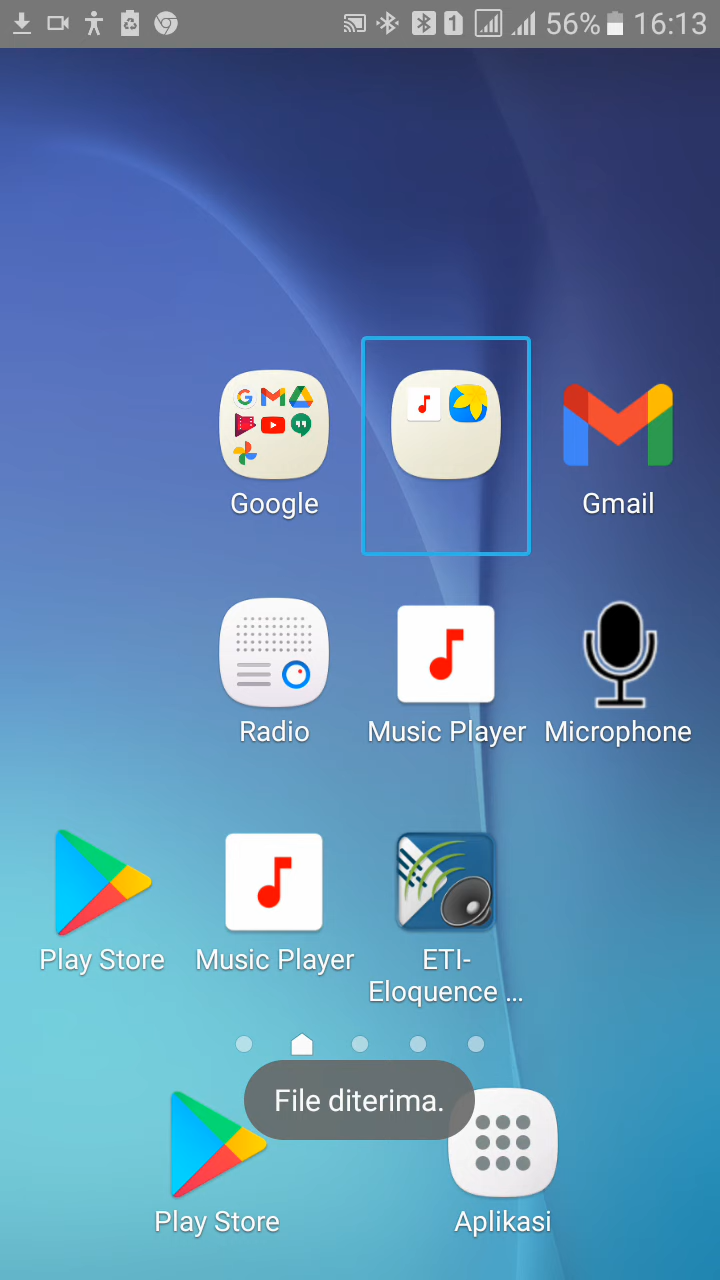 56% 16:13
1
Google
Gmail
Radio
Music Player
Microphone
Play Store
Music Player
ETI-
Eloquence ...
File diterima.
Play Store
Aplikasi